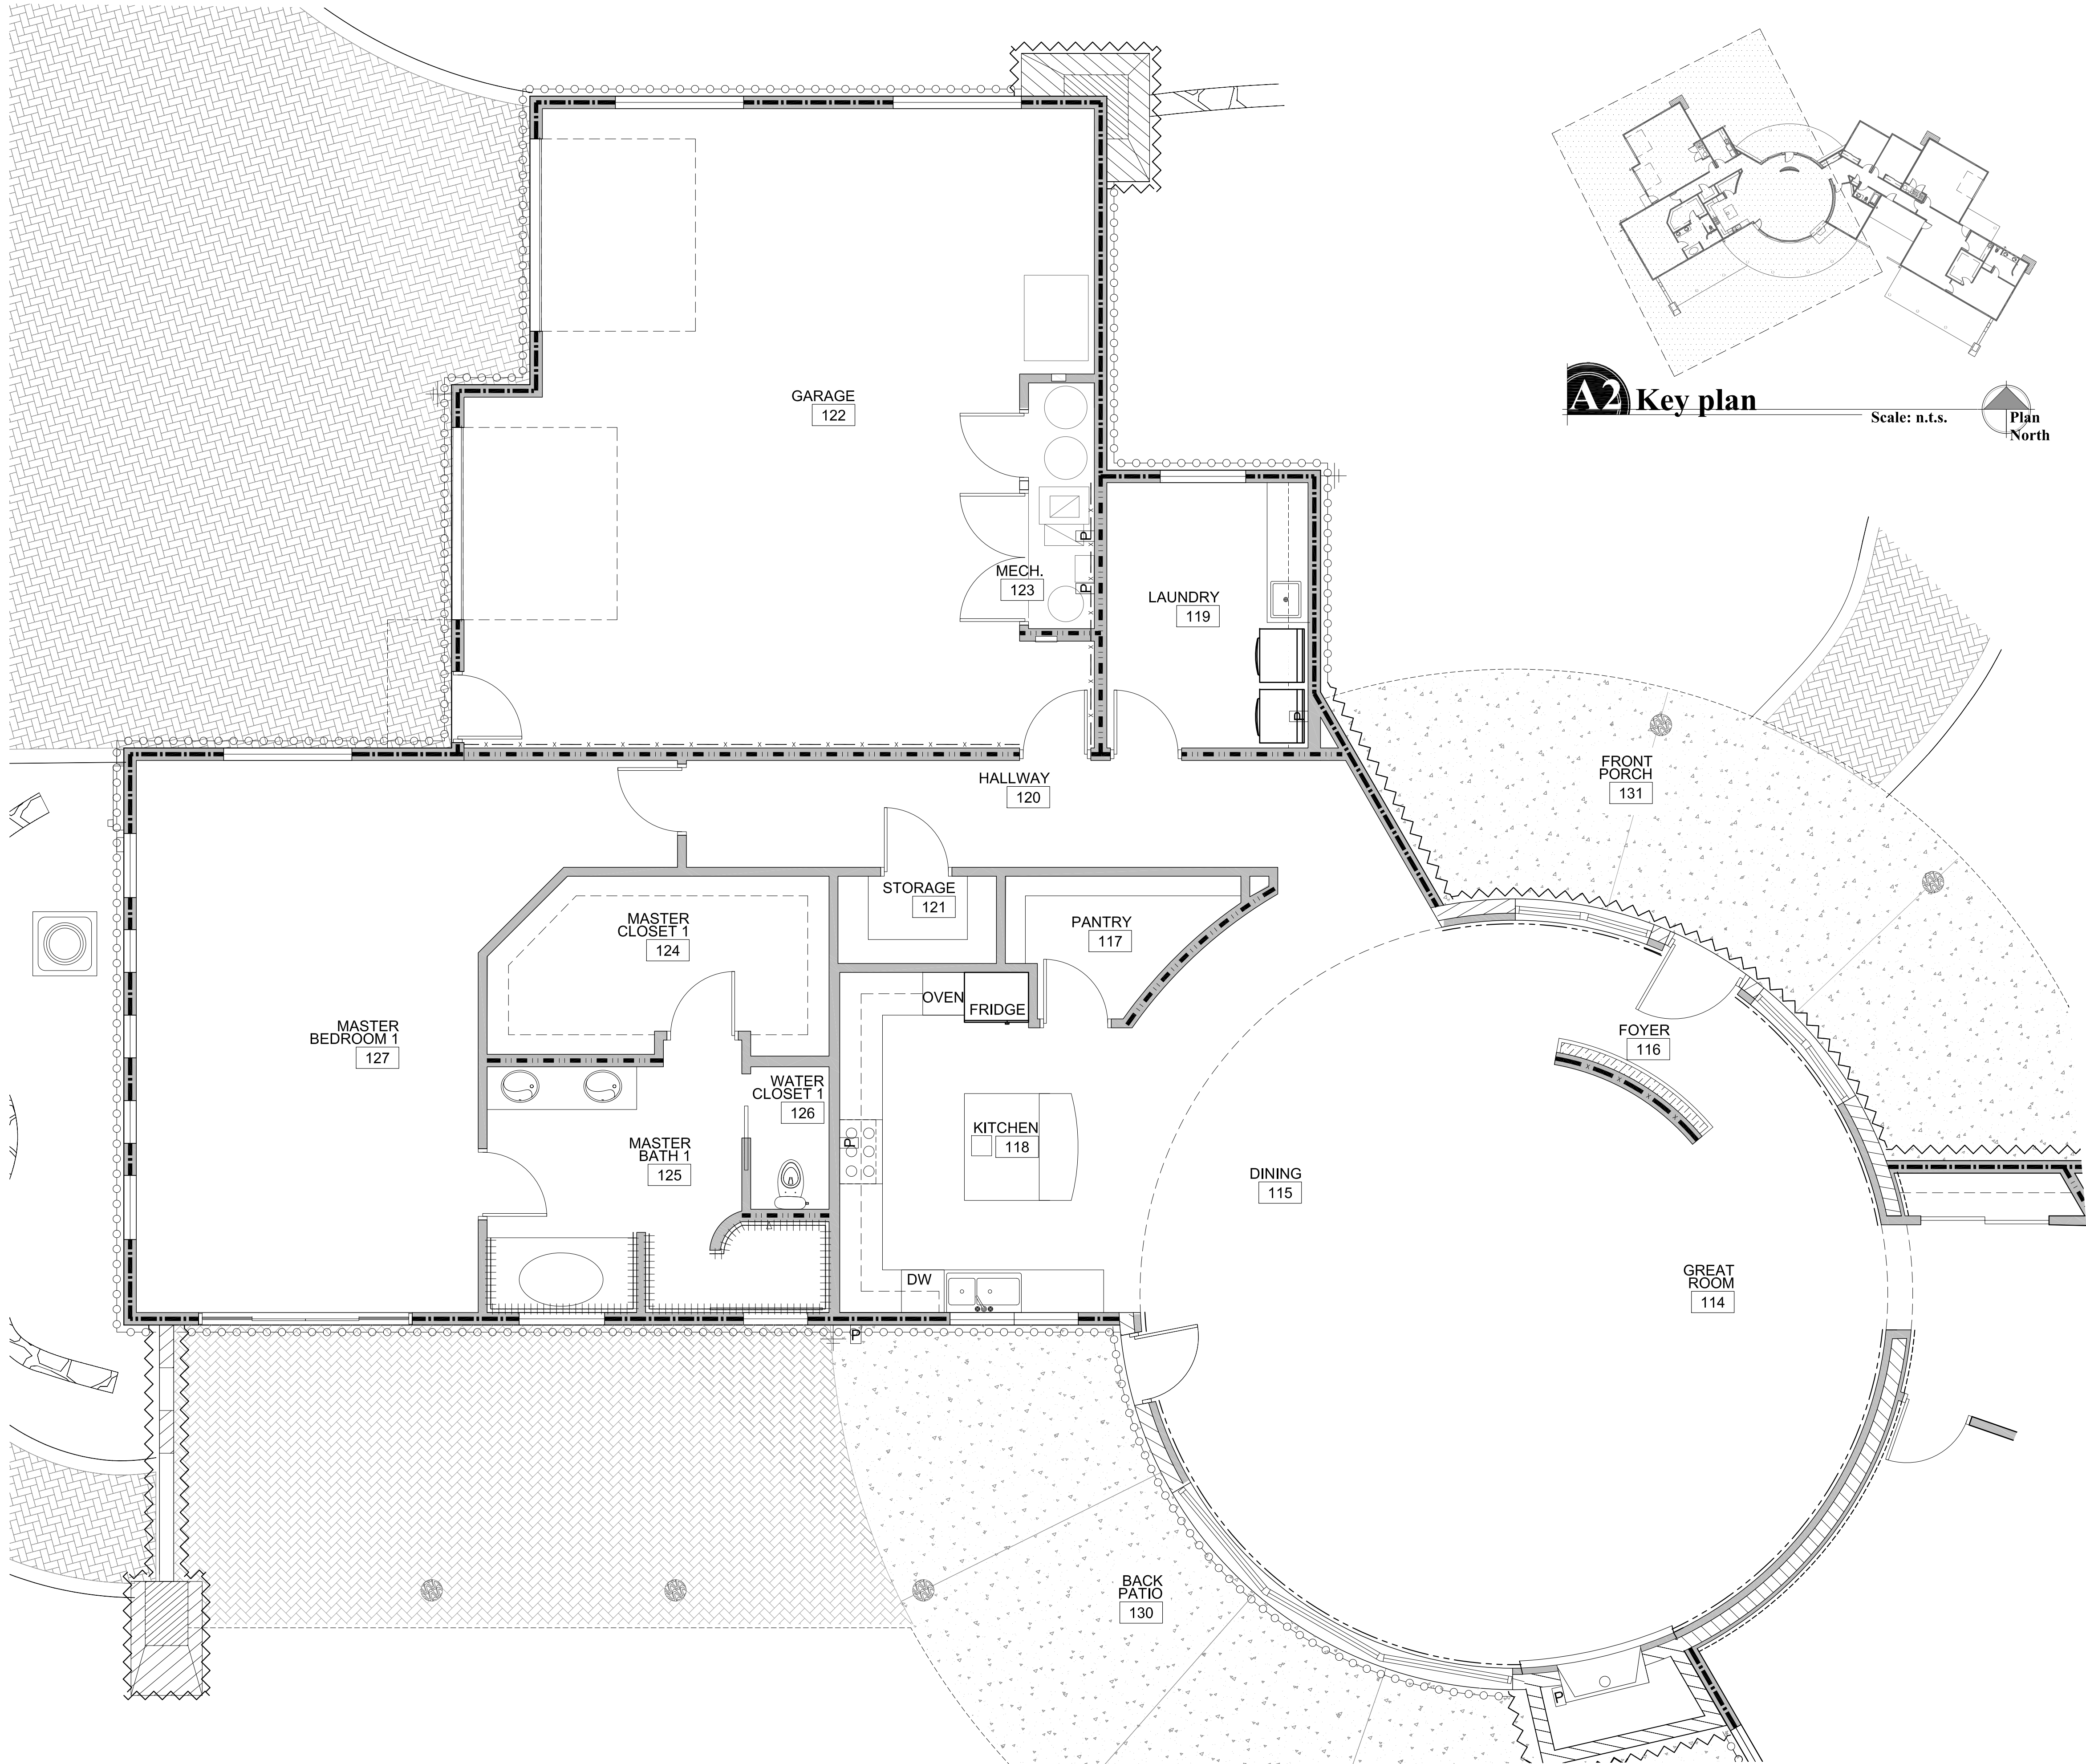 A2 Key plan
Scale: n.t.s.
Plan
North
GARAGE
122
MECH.
123
P
P
LAUNDRY
119
P
HALLWAY
120
FRONT
PORCH
131
STORAGE
121
MASTER
CLOSET 1
124
PANTRY
117
OVEN
FRIDGE
MASTER
BEDROOM 1
127
FOYER
116
WATER
CLOSET 1
126
KITCHEN
118
P
MASTER
BATH 1
125
DINING
115
DW
GREAT
ROOM
114
P
BACK
PATIO
130
P